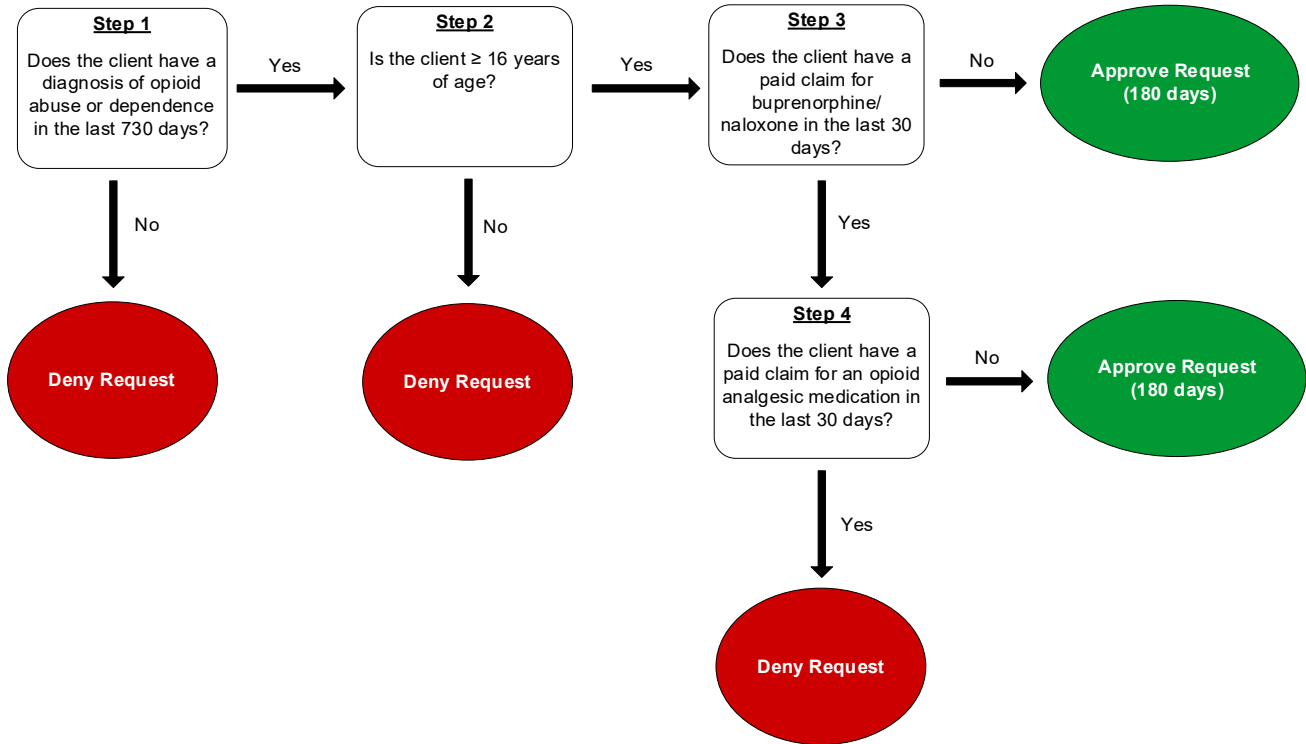 Step 1
Does the client have a
diagnosis of opioid
abuse or dependence
in the last 730 days?
Yes
Step 2
Is the client ≥ 16 years
of age?
Yes
Step 3
Does the client have a
paid claim for
buprenorphine/
naloxone in the last 30
days?
No
Approve Request
(180 days)
No
No
Yes
Deny Request
Deny Request
Step 4
Does the client have a
paid claim for an opioid
analgesic medication in
the last 30 days?
No
Approve Request
(180 days)
Yes
Deny Request